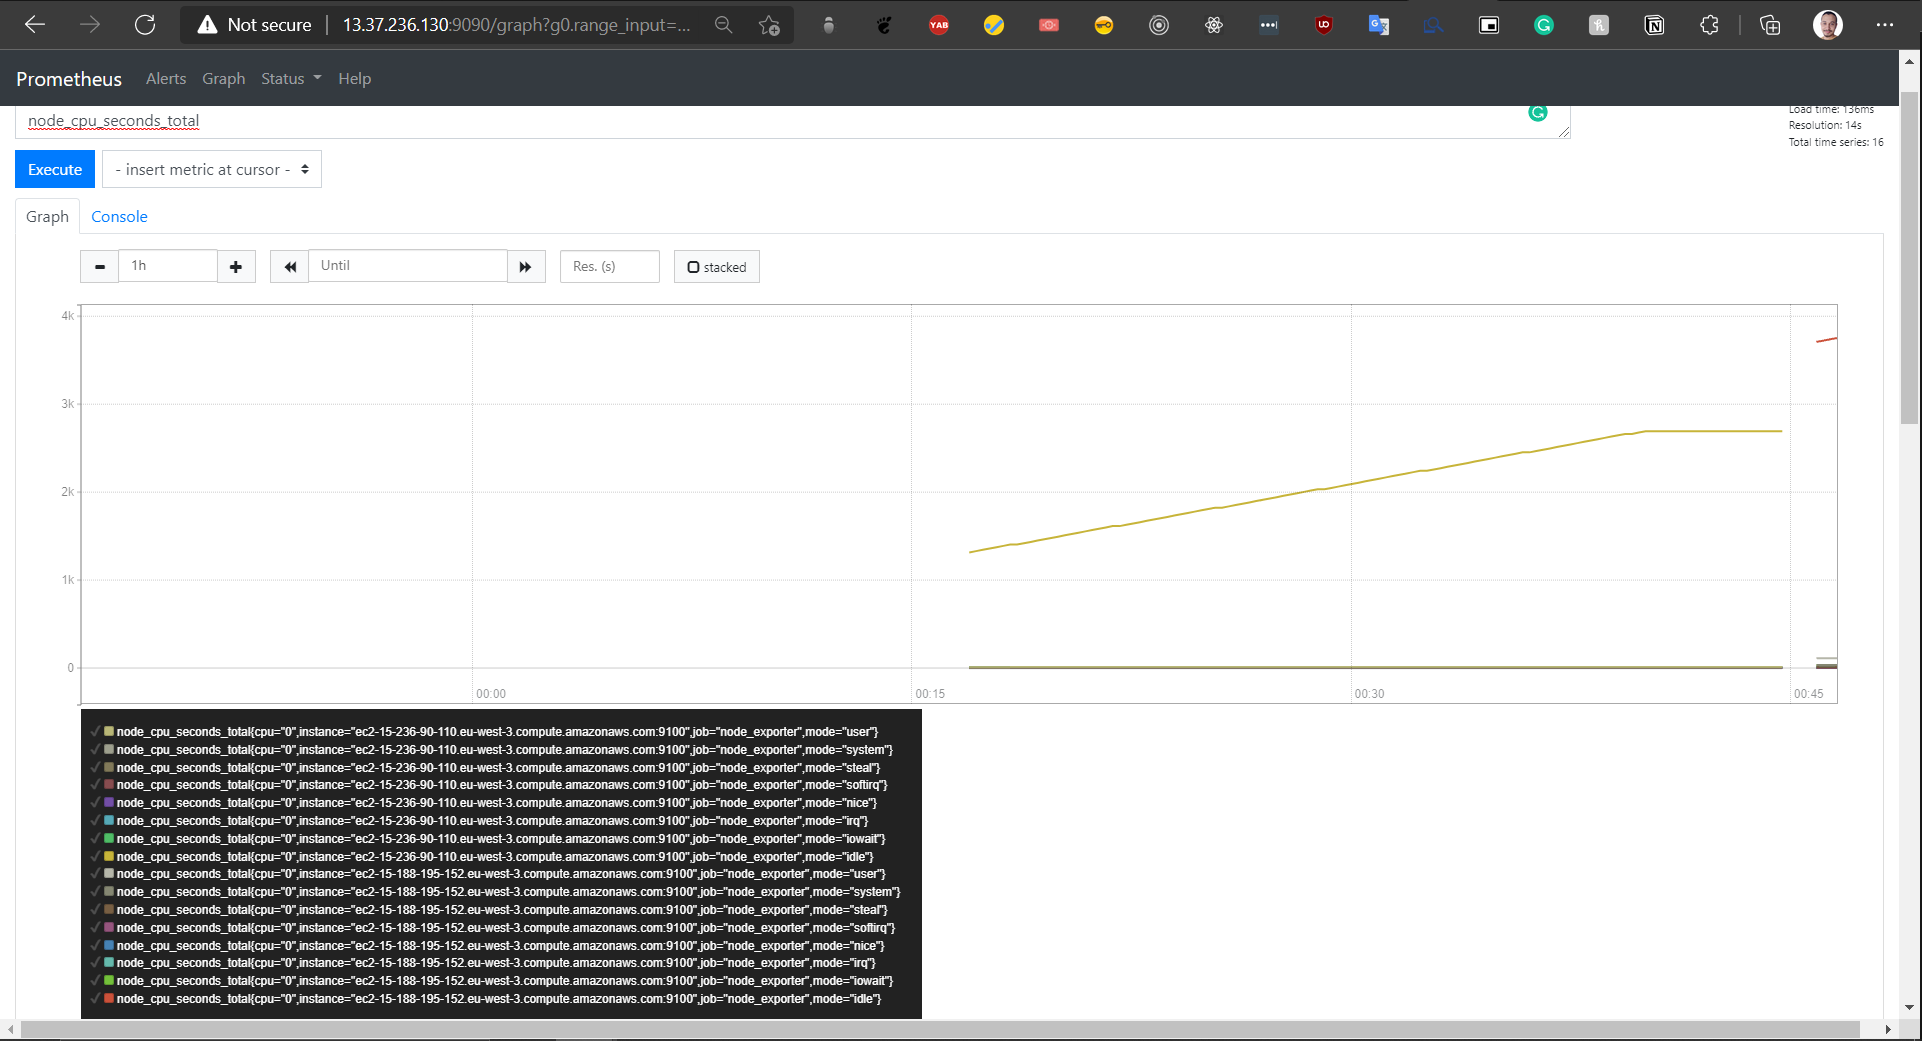 Not secure
13.37.236.130:9090/graph?g0.range_input=...
YAB
Prometheus Alerts Graph Status Help
node_cpu_seconds_total
Load time: 136ms
Resolution: 14s
Total time series: 16
Execute - insert metric at cursor -
Graph Console
1h Until Res. (s) stacked
4k
3k
2k
1k
0
00:00 00:15 00:30 00:45
node_cpu_seconds_total{cpu="0",instance="ec2-15-236-90-110.eu-west-3.compute.amazonaws.com:9100",job="node_exporter",mode="user"}
node_cpu_seconds_total{cpu="0",instance="ec2-15-236-90-110.eu-west-3.compute.amazonaws.com:9100",job="node_exporter",mode="system"}
node_cpu_seconds_total{cpu="0",instance="ec2-15-236-90-110.eu-west-3.compute.amazonaws.com:9100",job="node_exporter",mode="steal"}
node_cpu_seconds_total{cpu="0",instance="ec2-15-236-90-110.eu-west-3.compute.amazonaws.com:9100",job="node_exporter",mode="softirq"}
node_cpu_seconds_total{cpu="0",instance="ec2-15-236-90-110.eu-west-3.compute.amazonaws.com:9100",job="node_exporter",mode="nice"}
node_cpu_seconds_total{cpu="0",instance="ec2-15-236-90-110.eu-west-3.compute.amazonaws.com:9100",job="node_exporter",mode="irq"}
node_cpu_seconds_total{cpu="0",instance="ec2-15-236-90-110.eu-west-3.compute.amazonaws.com:9100",job="node_exporter",mode="iowait"}
node_cpu_seconds_total{cpu="0",instance="ec2-15-236-90-110.eu-west-3.compute.amazonaws.com:9100",job="node_exporter",mode="idle"}
node_cpu_seconds_total{cpu="0",instance="ec2-15-188-195-152.eu-west-3.compute.amazonaws.com:9100",job="node_exporter",mode="user"}
node_cpu_seconds_total{cpu="0",instance="ec2-15-188-195-152.eu-west-3.compute.amazonaws.com:9100",job="node_exporter",mode="system"}
node_cpu_seconds_total{cpu="0",instance="ec2-15-188-195-152.eu-west-3.compute.amazonaws.com:9100",job="node_exporter",mode="steal"}
node_cpu_seconds_total{cpu="0",instance="ec2-15-188-195-152.eu-west-3.compute.amazonaws.com:9100",job="node_exporter",mode="softirq"}
node_cpu_seconds_total{cpu="0",instance="ec2-15-188-195-152.eu-west-3.compute.amazonaws.com:9100",job="node_exporter",mode="nice"}
node_cpu_seconds_total{cpu="0",instance="ec2-15-188-195-152.eu-west-3.compute.amazonaws.com:9100",job="node_exporter",mode="irq"}
node_cpu_seconds_total{cpu="0",instance="ec2-15-188-195-152.eu-west-3.compute.amazonaws.com:9100",job="node_exporter",mode="iowait"}
node_cpu_seconds_total{cpu="0",instance="ec2-15-188-195-152.eu-west-3.compute.amazonaws.com:9100",job="node_exporter",mode="idle"}